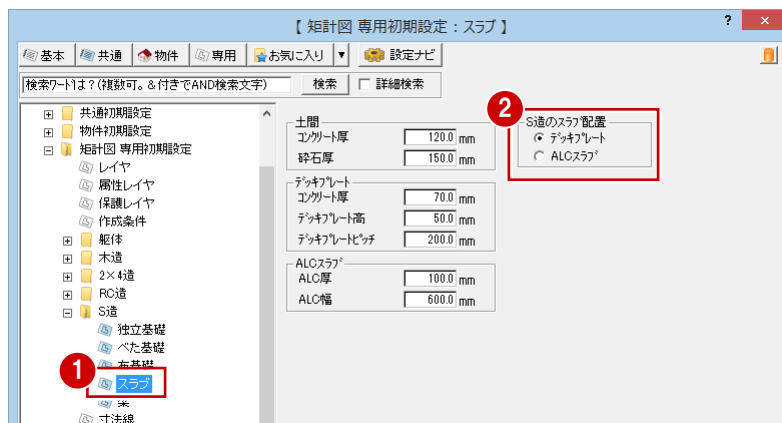 【 矩計図 専用初期設定：スラブ 】
? ×
基本 共通 物件 専用 お気に入り ▼ 設定ナビ
検索ワードは？(複数可。&付きでAND検索文字) 検索 詳細検索
共通初期設定
物件初期設定
矩計図 専用初期設定
レイヤ
属性レイヤ
保護レイヤ
作成条件
躯体
木造
2×4造
RC造
S造
独立基礎
べた基礎
布基礎
1
スラブ
梁
寸法線
土間
コンクリート厚 120.0 mm
砕石厚 150.0 mm
デッキプレート
コンクリート厚 70.0 mm
デッキプレート高 50.0 mm
デッキプレートピッチ 200.0 mm
ALCスラブ
ALC厚 100.0 mm
ALC幅 600.0 mm
2
S造のスラブ配置
デッキプレート
ALCスラブ